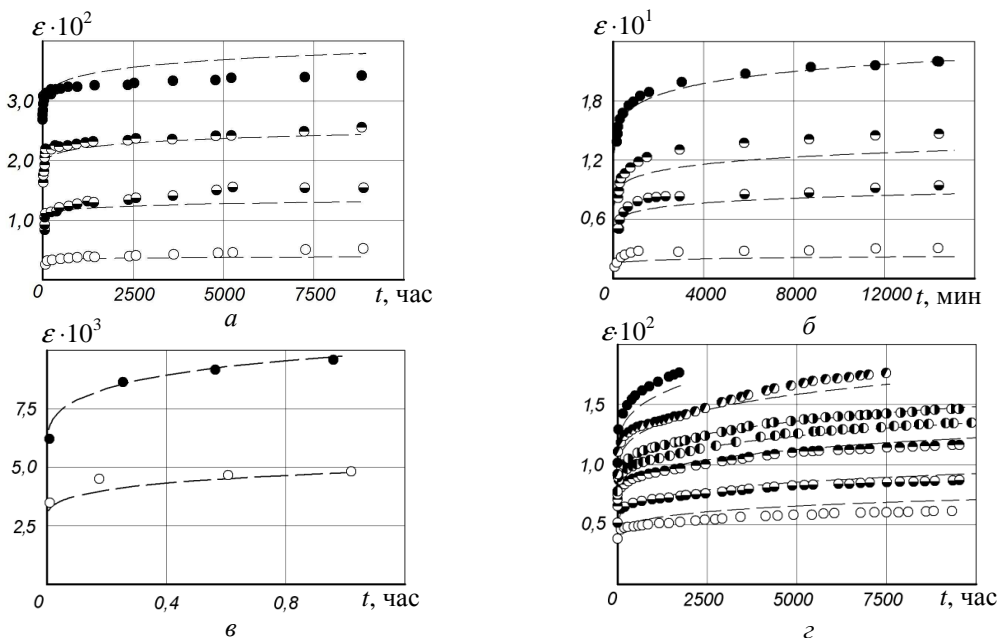 ε·10²
3,0
2,0
1,0
0 2500 5000 7500 t, час
а
ε·10¹
1,8
1,2
0,6
0 4000 8000 12000 t, мин
б
ε·10³
7,5
5,0
2,5
0 0,4 0,8 t, час
в
ε·10²
1,5
1,0
0,5
0 2500 5000 7500 t, час
г